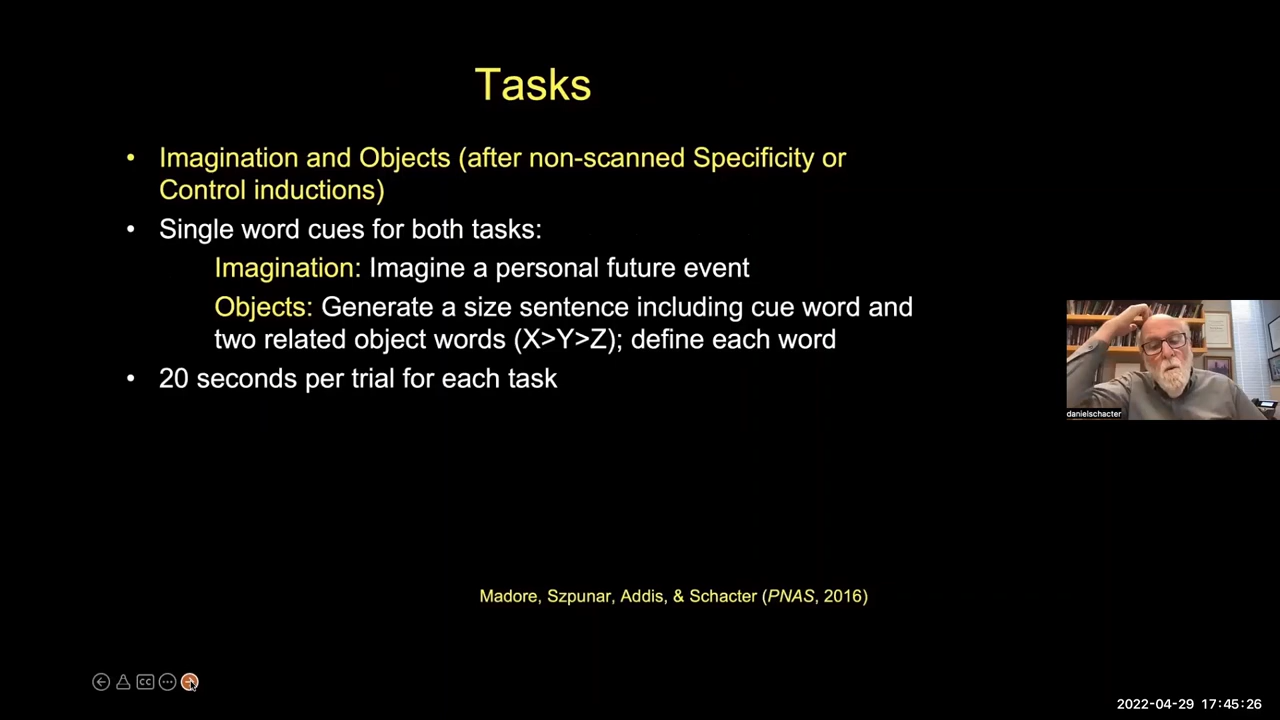 Tasks
• Imagination and Objects (after non-scanned Specificity or
Control inductions)
• Single word cues for both tasks:
Imagination: Imagine a personal future event
Objects: Generate a size sentence including cue word and
two related object words (X>Y>Z); define each word
• 20 seconds per trial for each task
danielschacter
Madore, Szpunar, Addis, & Schacter (PNAS, 2016)
CC
2022-04-29 17:45:26